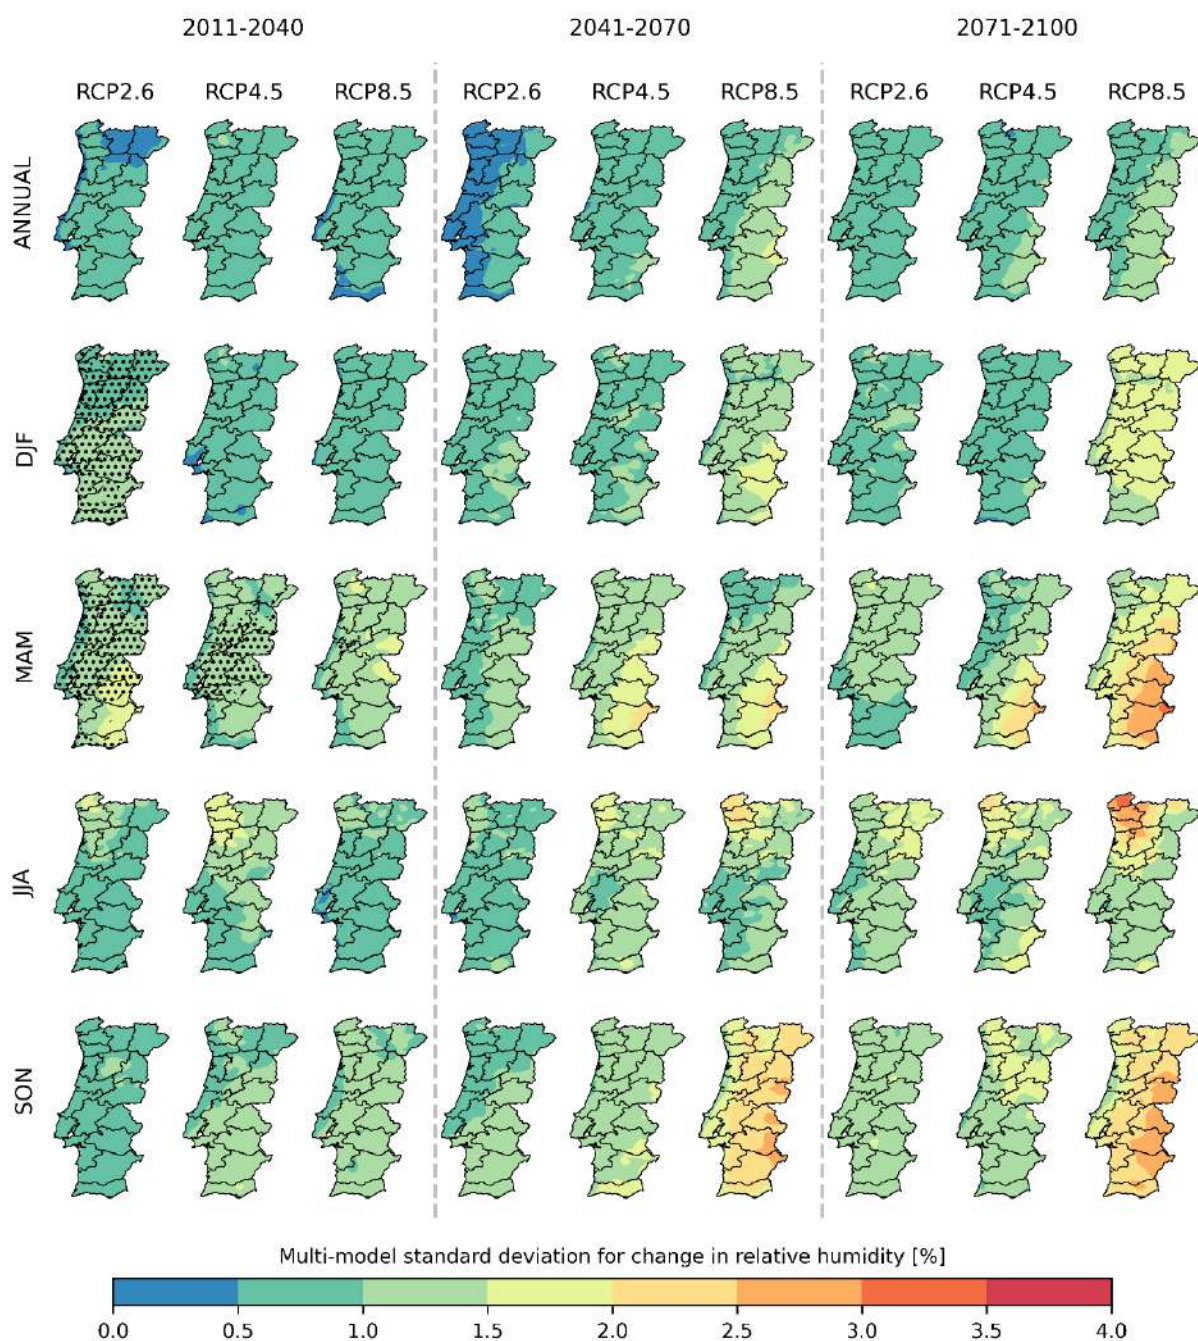 2011-2040 2041-2070 2071-2100
RCP2.6 RCP4.5 RCP8.5 RCP2.6 RCP4.5 RCP8.5 RCP2.6 RCP4.5 RCP8.5
ANNUAL
DJF
MAM
JJA
SON
Multi-model standard deviation for change in relative humidity [%]
0.0 0.5 1.0 1.5 2.0 2.5 3.0 3.5 4.0